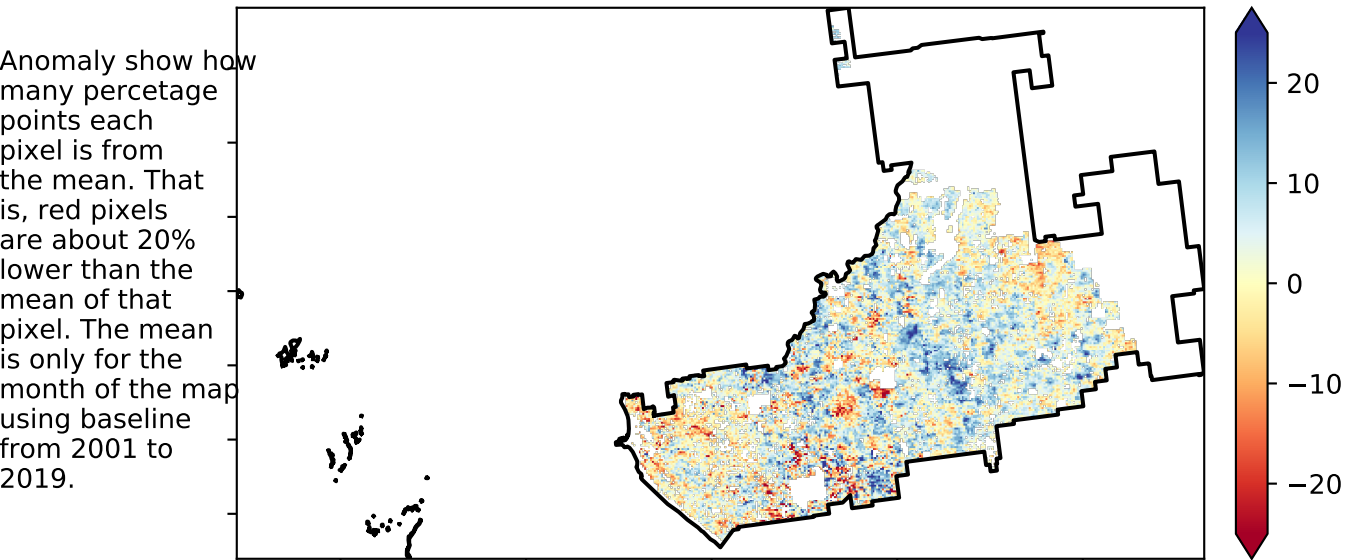 Anomaly show how
many percetage
points each
pixel is from
the mean. That
is, red pixels
are about 20%
lower than the
mean of that
pixel. The mean
is only for the
month of the map
using baseline
from 2001 to
2019.
20
10
0
−10
−20